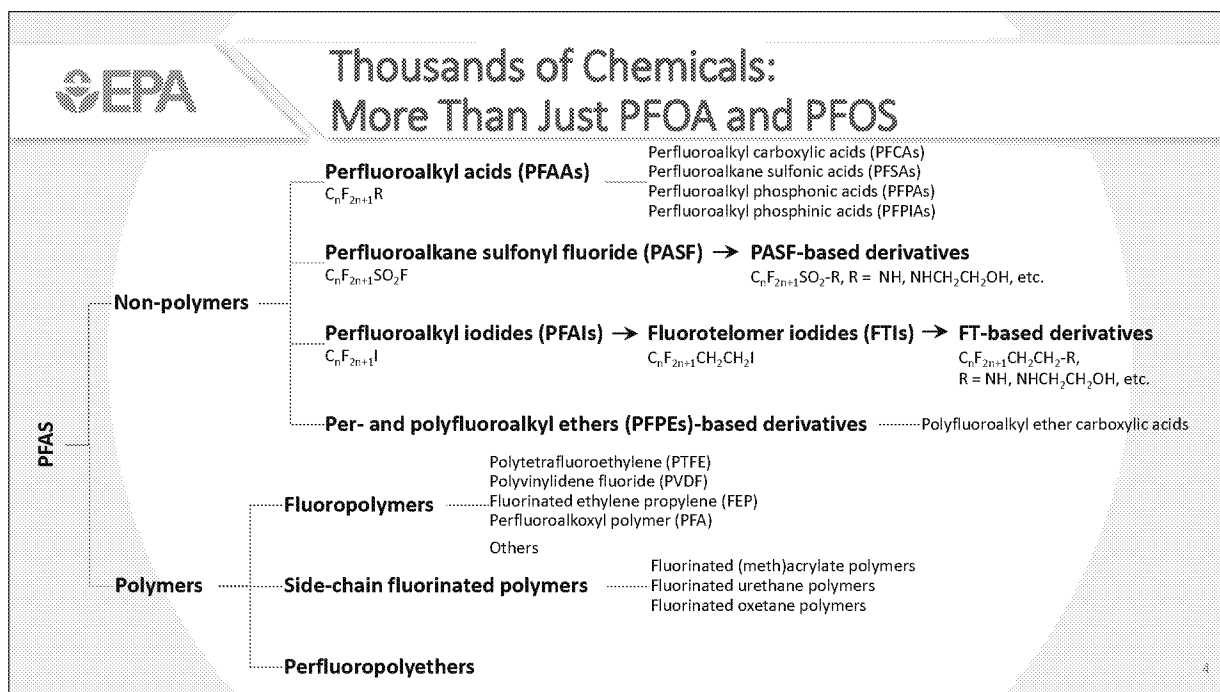 EPA
Thousands of Chemicals:
More Than Just PFOA and PFOS
Perfluoroalkyl acids (PFAAs)
CₙF₂ₙ₊₁R
Perfluoroalkyl carboxylic acids (PFCAs)
Perfluoroalkane sulfonic acids (PFSAs)
Perfluoroalkyl phosphonic acids (PFPAs)
Perfluoroalkyl phosphinic acids (PFPIAs)
Perfluoroalkane sulfonyl fluoride (PASF) → PASF-based derivatives
CₙF₂ₙ₊₁SO₂F
CₙF₂ₙ₊₁SO₂-R, R = NH, NHCH₂CH₂OH, etc.
Non-polymers
Perfluoroalkyl iodides (PFAIs) → Fluorotelomer iodides (FTIs) → FT-based derivatives
CₙF₂ₙ₊₁I
CₙF₂ₙ₊₁CH₂CH₂I
CₙF₂ₙ₊₁CH₂CH₂-R,
R = NH, NHCH₂CH₂OH, etc.
Per- and polyfluoroalkyl ethers (PFPEs)-based derivatives
Polyfluoroalkyl ether carboxylic acids
PFAS
Fluoropolymers
Polytetrafluoroethylene (PTFE)
Polyvinylidene fluoride (PVDF)
Fluorinated ethylene propylene (FEP)
Perfluoroalkoxyl polymer (PFA)
Others
Polymers
Side-chain fluorinated polymers
Fluorinated (meth)acrylate polymers
Fluorinated urethane polymers
Fluorinated oxetane polymers
Perfluoropolyethers
4